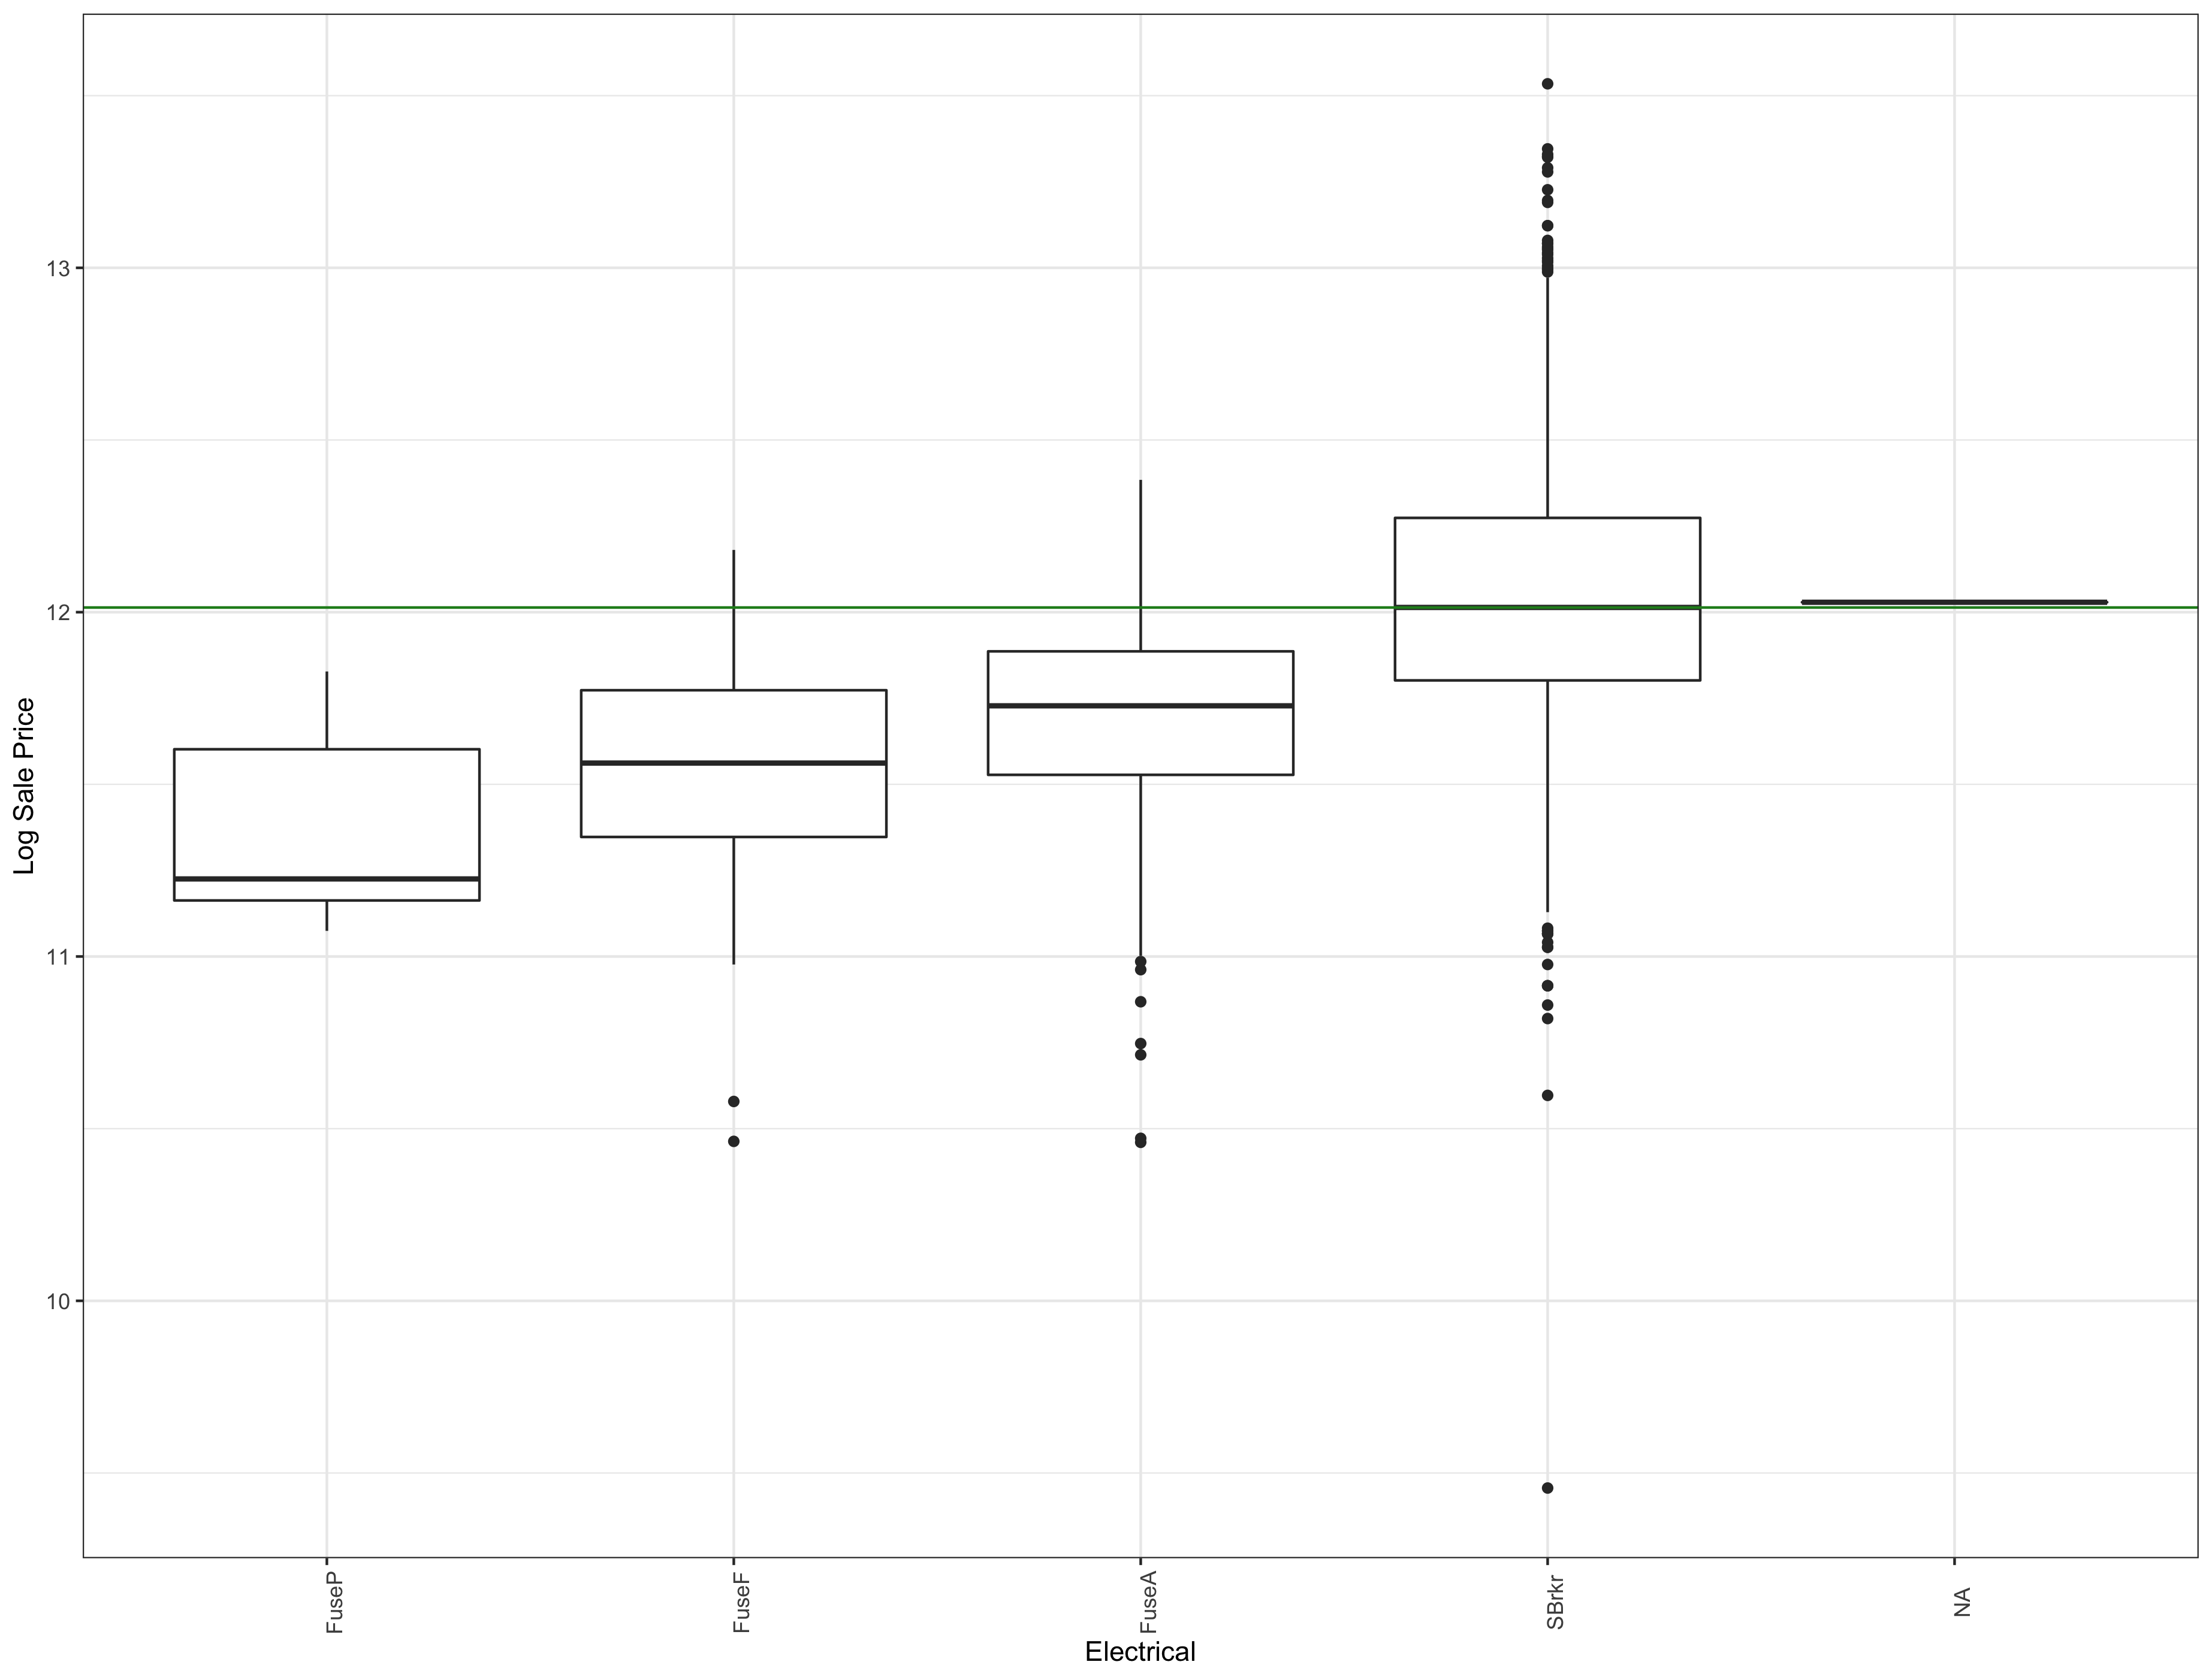 Log Sale Price
13
12
11
10
FuseP
FuseF
FuseA
SBrkr
NA
Electrical